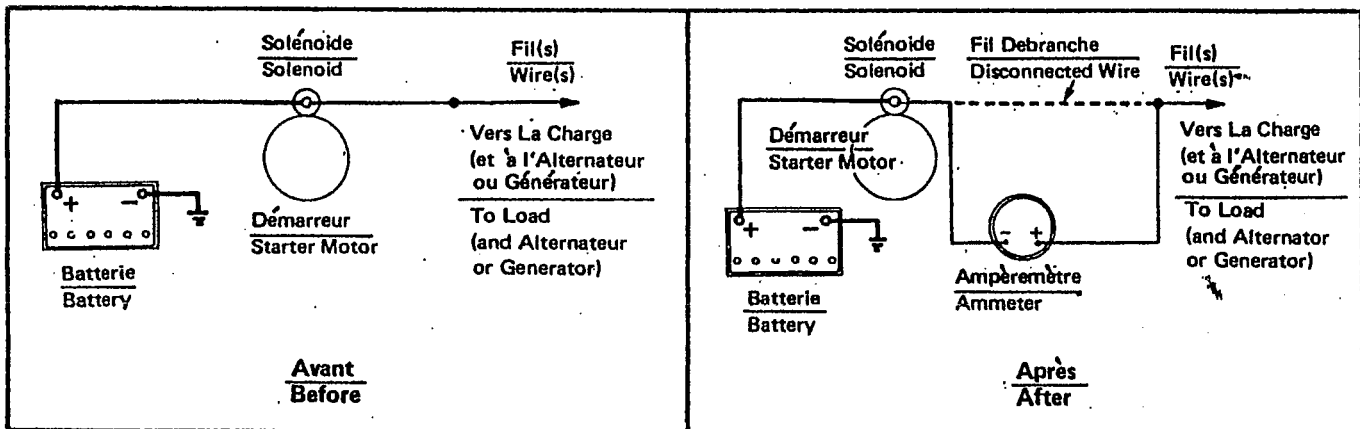 Solénoide
Solenoid
Fil(s)
Wire(s)
Vers La Charge
(et à l'Alternateur
ou Générateur)
To Load
(and Alternateur
or Generator)
+
−
Démarreur
Starter Motor
Batterie
Battery
Avant
Before
Solénoide
Solenoid
Fil Debranche
Disconnected Wire
Fil(s)
Wire(s)
Démarreur
Starter Motor
Vers La Charge
(et à l'Alternateur
ou Générateur)
To Load
(and Alternator
or Generator)
+
−
−
+
Ampèremètre
Ammeter
Batterie
Battery
Après
After